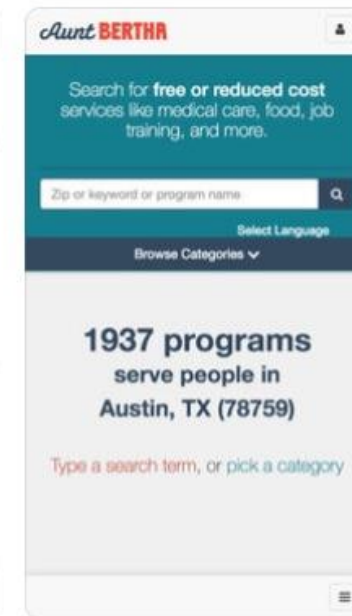 Aunt BERTHA
Search for free or reduced cost
services like medical care, food, job
training, and more.
Zip or keyword or program name
Select Language
Browse Categories
1937 programs
serve people in
Austin, TX (78759)
Type a search term, or pick a category